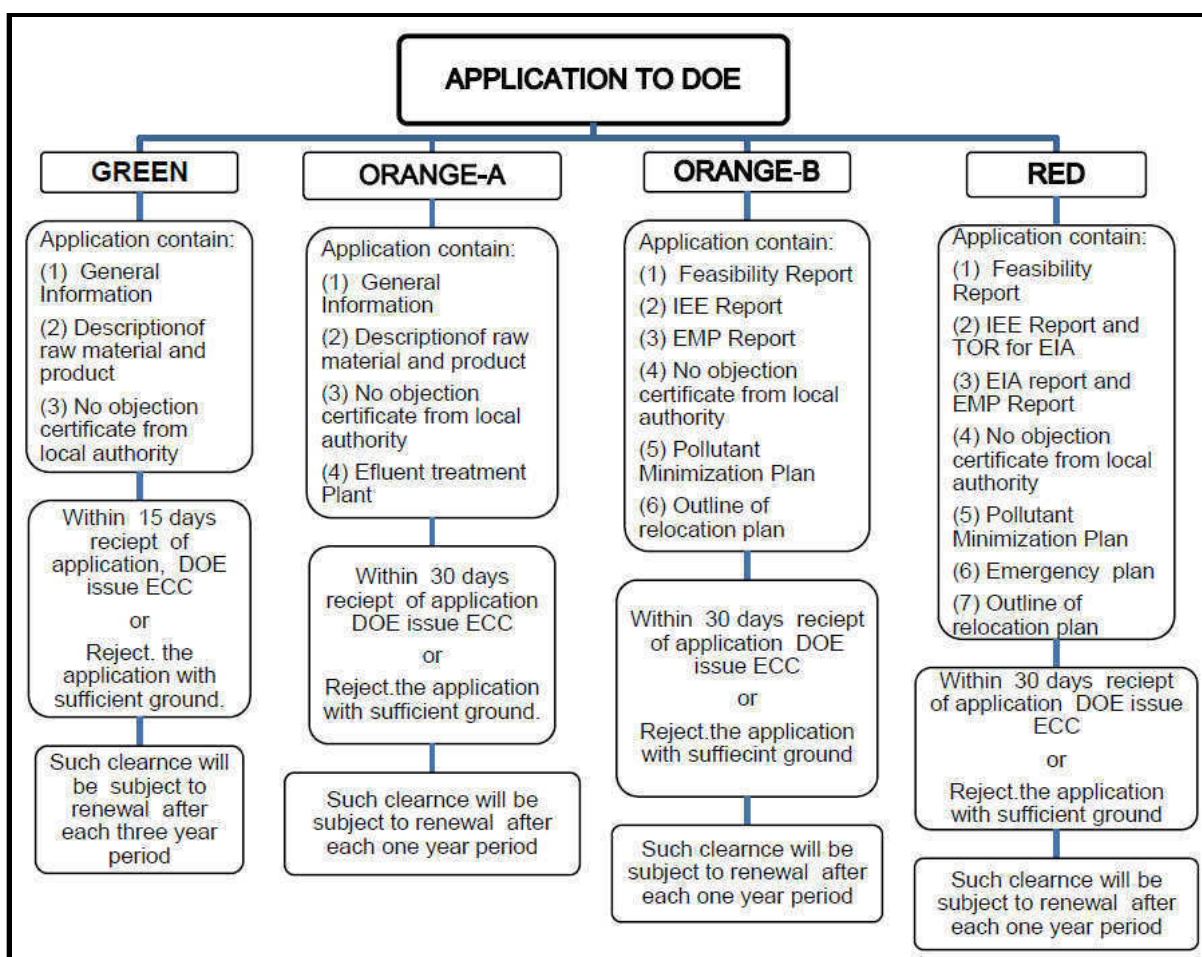 APPLICATION TO DOE
GREEN
Application contain:
(1) General
Information
(2) Descriptionof
raw material and
product
(3) No objection
certificate from
local authority
Within 15 days
reciept of
application, DOE
issue ECC
or
Reject. the
application with
sufficient ground.
Such clearnce will
be subject to
renewal after
each three year
period
ORANGE-A
Application contain:
(1) General
Information
(2) Descriptionof raw
material and product
(3) No objection
certificate from local
authority
(4) Efluent treatment
Plant
Within 30 days
reciept of application
DOE issue ECC
or
Reject.the application
with sufficient ground.
Such clearnce will be
subject to renewal after
each one year period
ORANGE-B
Application contain:
(1) Feasibility Report
(2) IEE Report
(3) EMP Report
(4) No objection
certificate from local
authority
(5) Pollutant
Minimization Plan
(6) Outline of
relocation plan
Within 30 days reciept
of application DOE
issue ECC
or
Reject.the application
with suffiecint ground
Such clearnce will be
subject to renewal after
each one year period
RED
Application contain:
(1) Feasibility
Report
(2) IEE Report and
TOR for EIA
(3) EIA report and
EMP Report
(4) No objection
certificate from local
authority
(5) Pollutant
Minimization Plan
(6) Emergency plan
(7) Outline of
relocation plan
Within 30 days reciept
of application DOE issue
ECC
or
Reject.the application
with sufficient ground
Such clearnce will be
subject to renewal after
each one year period